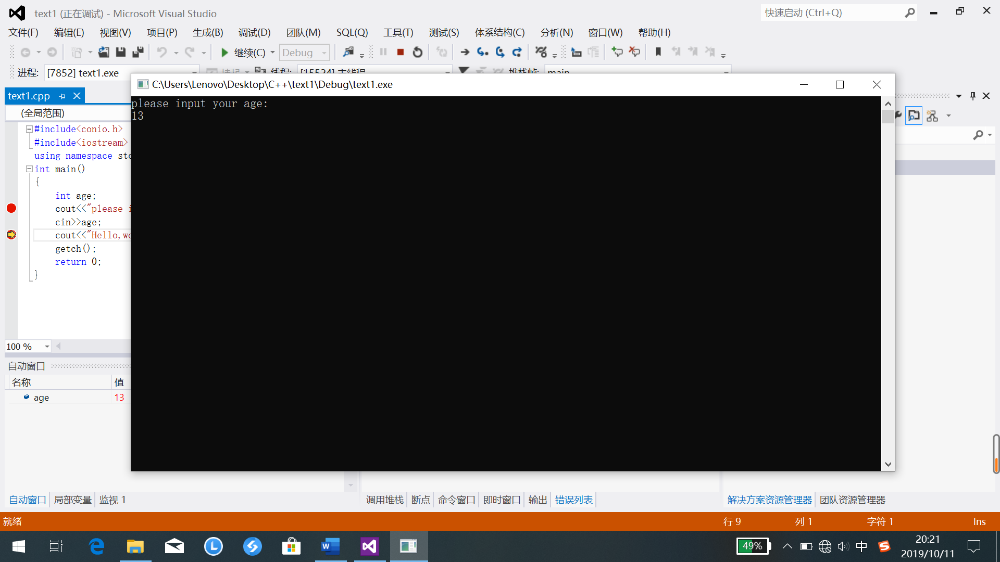 text1 (正在调试) - Microsoft Visual Studio
快速启动 (Ctrl+Q)
文件(F) 编辑(E) 视图(V) 项目(P) 生成(B) 调试(D) 团队(M) SQL(Q) 工具(T) 测试(S) 体系结构(C) 分析(N) 窗口(W) 帮助(H)
继续(C) Debug
进程: [7852] text1.exe 挂起 线程: [15524] 主线程 堆栈帧: main
C:\Users\Lenovo\Desktop\C++\text1\Debug\text1.exe
please input your age:
13
text1.cpp
(全局范围)
#include<conio.h>
#include<iostream>
using namespace std
int main()
{
int age;
cout<<"please i
cin>>age;
cout<<"Hello,wo
getch();
return 0;
}
100 %
自动窗口
名称 值
age 13
自动窗口 局部变量 监视 1
调用堆栈 断点 命令窗口 即时窗口 输出 错误列表
解决方案资源管理器 团队资源管理器
就绪 行 9 列 1 字符 1 Ins
49% 中 20:21
2019/10/11